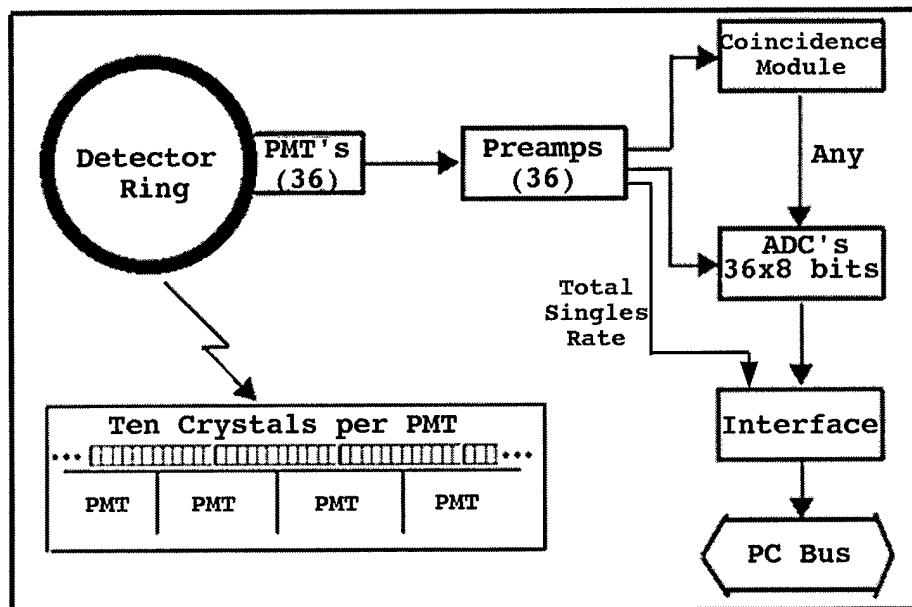 Coincidence
Module
Detector
Ring
PMT's
(36)
Preamps
(36)
Any
ADC's
36x8 bits
Total
Singles
Rate
Ten Crystals per PMT
PMT PMT PMT PMT
Interface
PC Bus